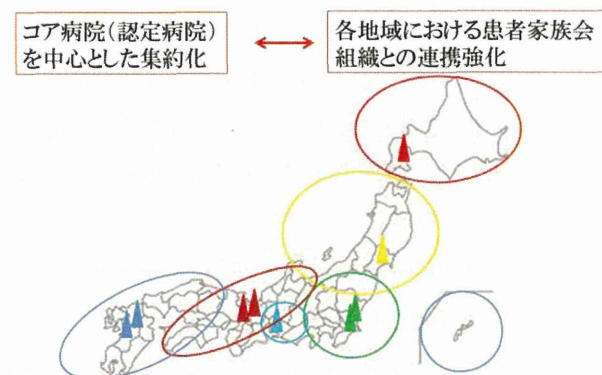 コア病院(認定病院)
を中心とした集約化
各地域における患者家族会
組織との連携強化